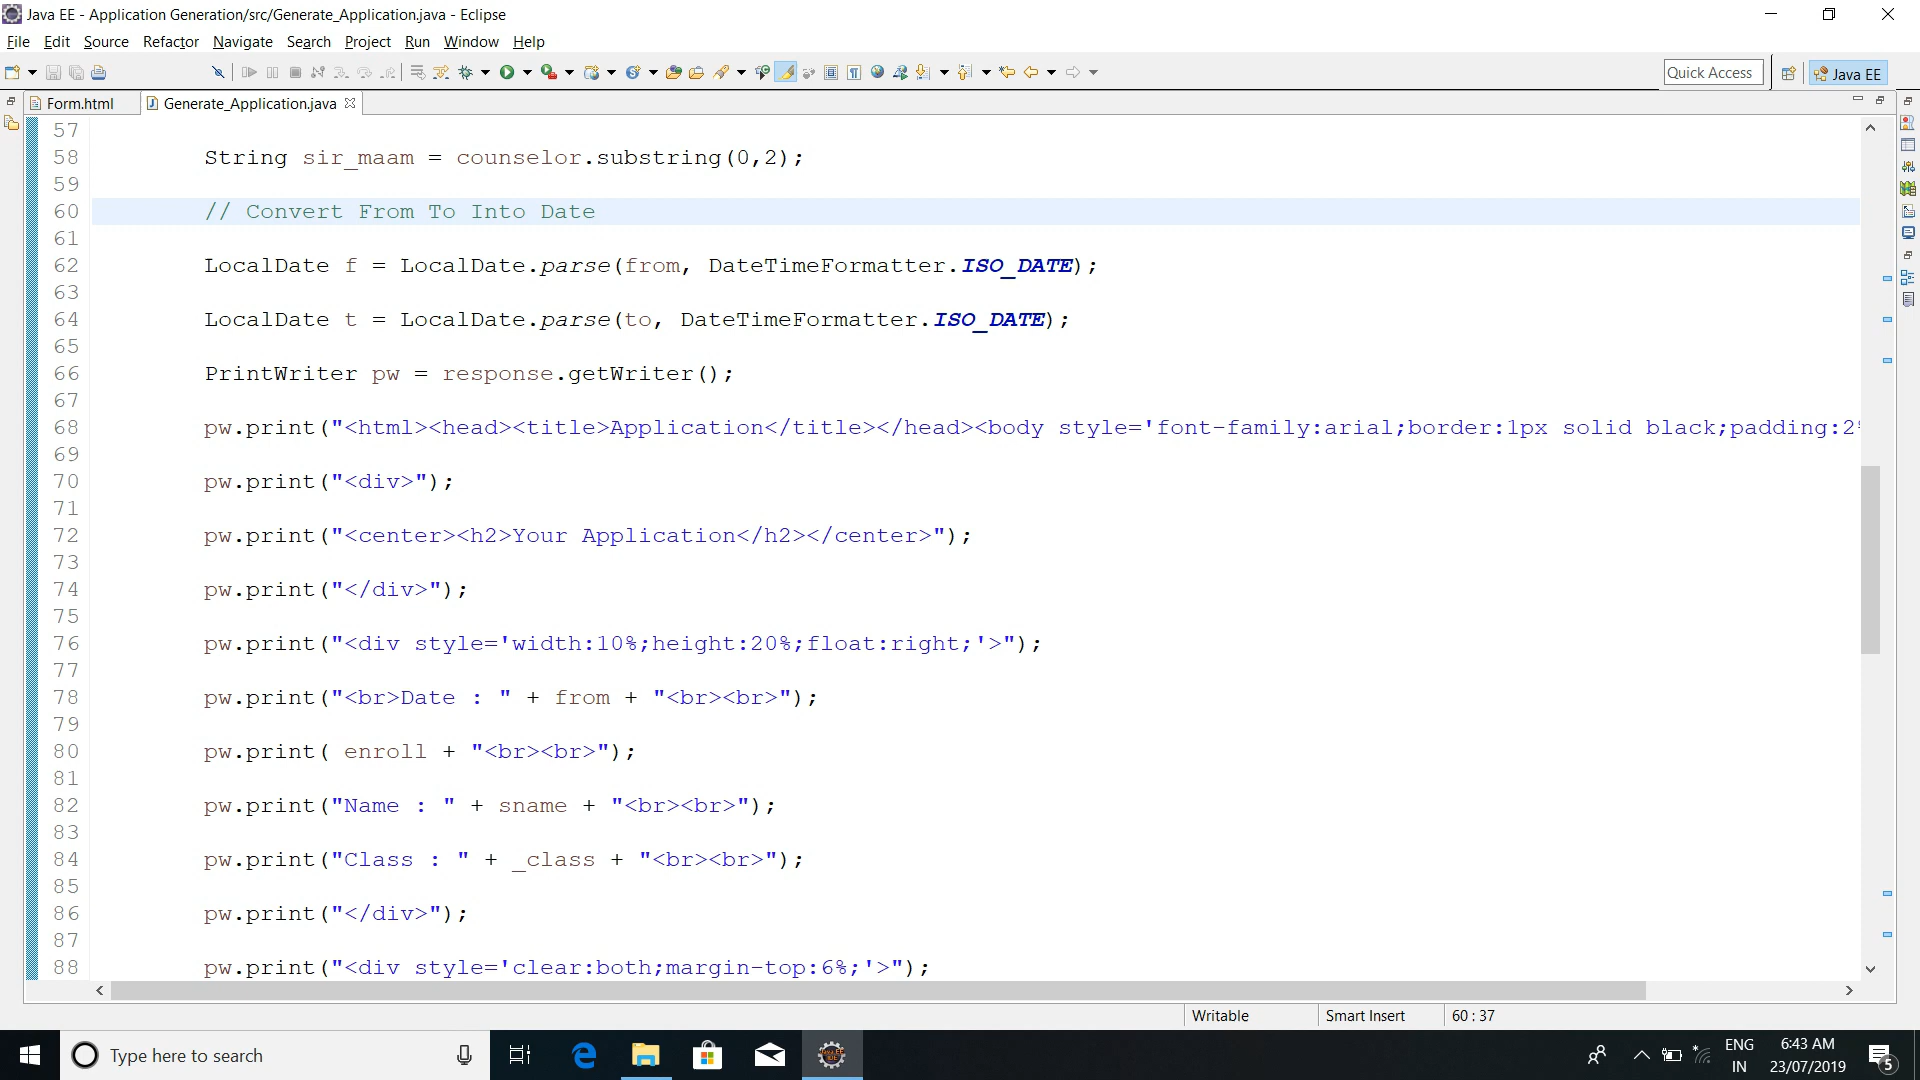 Java EE - Application Generation/src/Generate_Application.java - Eclipse
File Edit Source Refactor Navigate Search Project Run Window Help
Quick Access Java EE
Form.html Generate_Application.java
57
58 String sir_maam = counselor.substring(0,2);
59
60 // Convert From To Into Date
61
62 LocalDate f = LocalDate.parse(from, DateTimeFormatter.ISO_DATE);
63
64 LocalDate t = LocalDate.parse(to, DateTimeFormatter.ISO_DATE);
65
66 PrintWriter pw = response.getWriter();
67
68 pw.print("<html><head><title>Application</title></head><body style='font-family:arial;border:1px solid black;padding:2%
69
70 pw.print("<div>");
71
72 pw.print("<center><h2>Your Application</h2></center>");
73
74 pw.print("</div>");
75
76 pw.print("<div style='width:10%;height:20%;float:right;'>");
77
78 pw.print("<br>Date : " + from + "<br><br>");
79
80 pw.print( enroll + "<br><br>");
81
82 pw.print("Name : " + sname + "<br><br>");
83
84 pw.print("Class : " + _class + "<br><br>");
85
86 pw.print("</div>");
87
88 pw.print("<div style='clear:both;margin-top:6%;'>");
Writable Smart Insert 60 : 37
Type here to search
ENG 6:43 AM
IN 23/07/2019 5